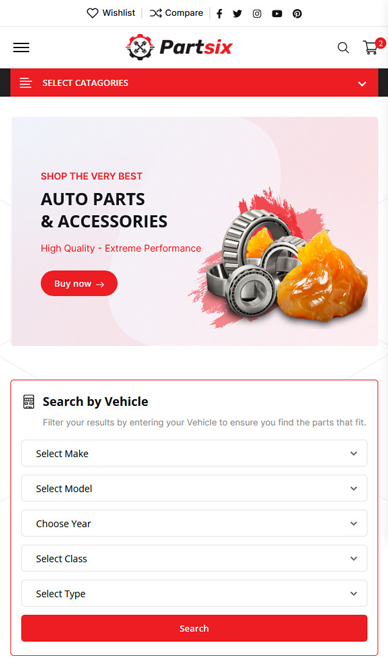 Wishlist Compare
Partsix
2
SELECT CATAGORIES
SHOP THE VERY BEST
AUTO PARTS
& ACCESSORIES
High Quality - Extreme Performance
Buy now →
Search by Vehicle
Filter your results by entering your Vehicle to ensure you find the parts that fit.
Select Make
Select Model
Choose Year
Select Class
Select Type
Search